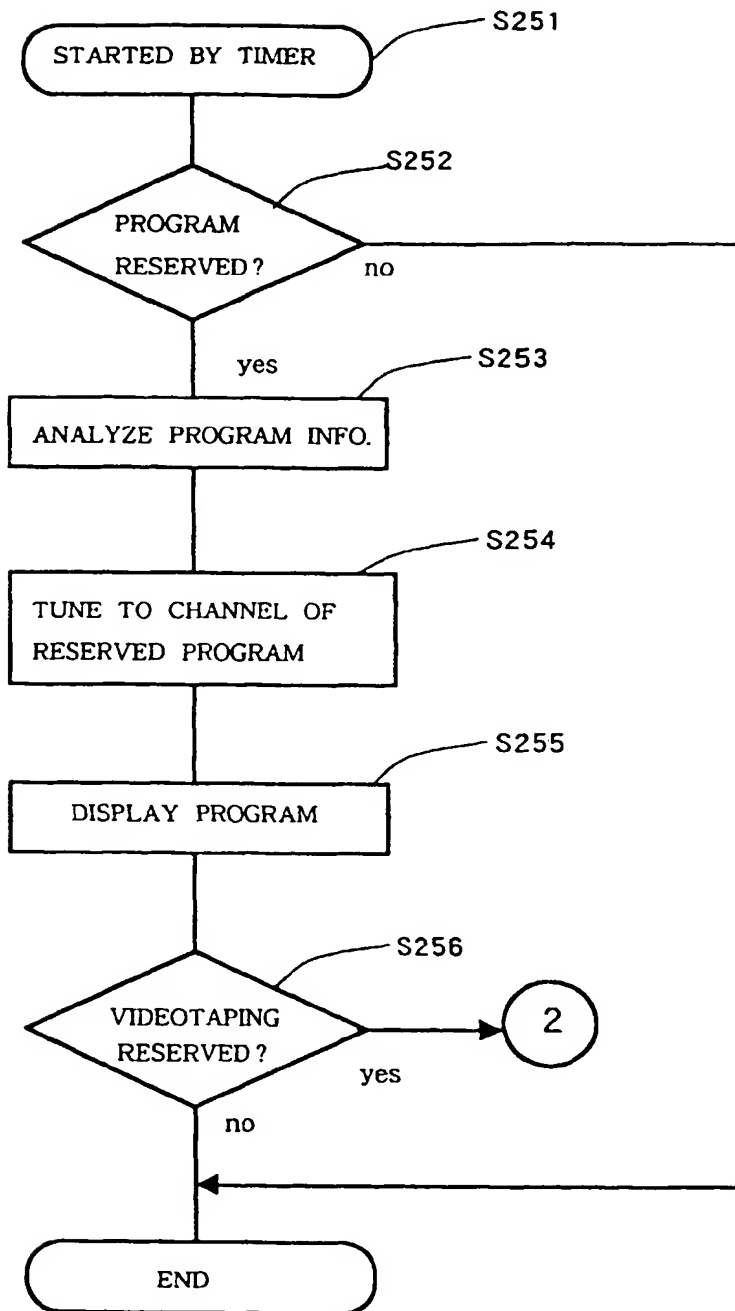 S251
STARTED BY TIMER
S252
PROGRAM
RESERVED?
no
yes
S253
ANALYZE PROGRAM INFO.
S254
TUNE TO CHANNEL OF
RESERVED PROGRAM
S255
DISPLAY PROGRAM
S256
VIDEOTAPING
RESERVED?
2
yes
no
END